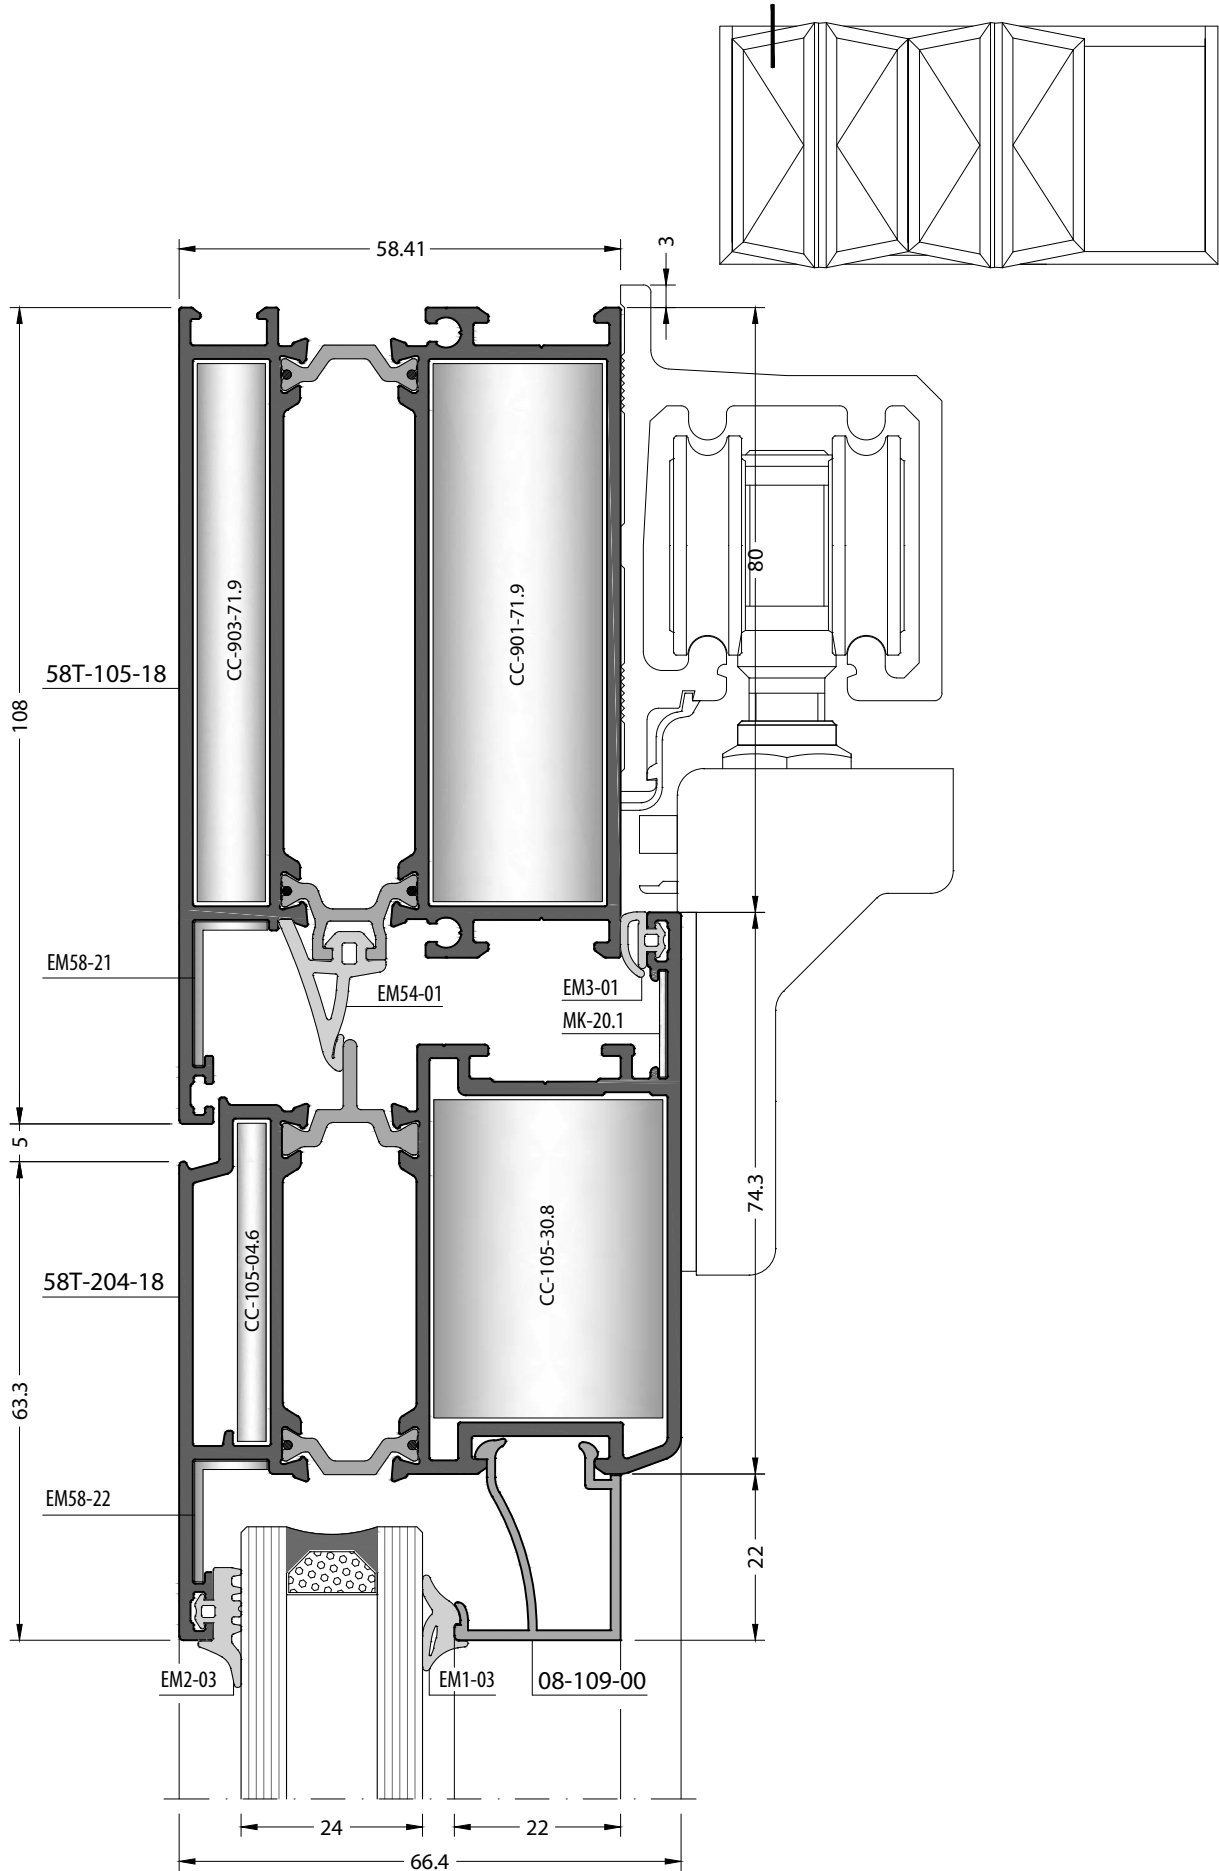 58.41
3
CC-903-71.9
CC-901-71.9
80
58T-105-18
108
EM58-21
EM54-01
EM3-01
MK-20.1
5
74.3
CC-105-04.6
CC-105-30.8
58T-204-18
63.3
EM58-22
22
EM2-03
EM1-03
08-109-00
24
22
66.4